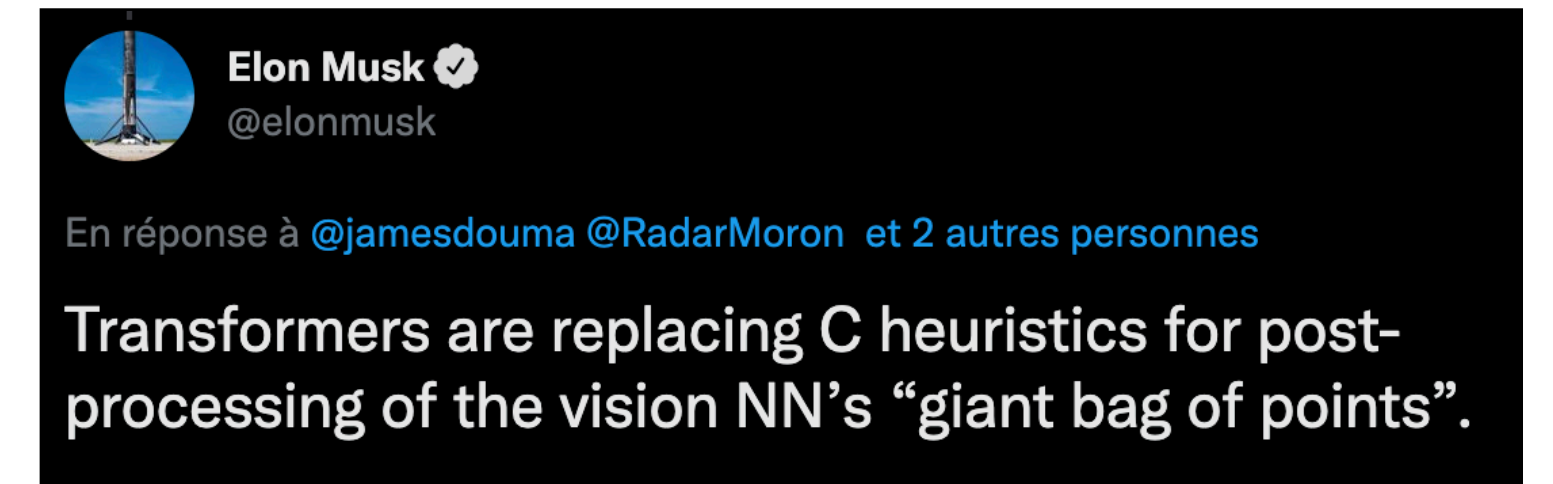 Elon Musk
@elonmusk
En réponse à @jamesdouma @RadarMoron et 2 autres personnes
Transformers are replacing C heuristics for post-
processing of the vision NN’s “giant bag of points”.